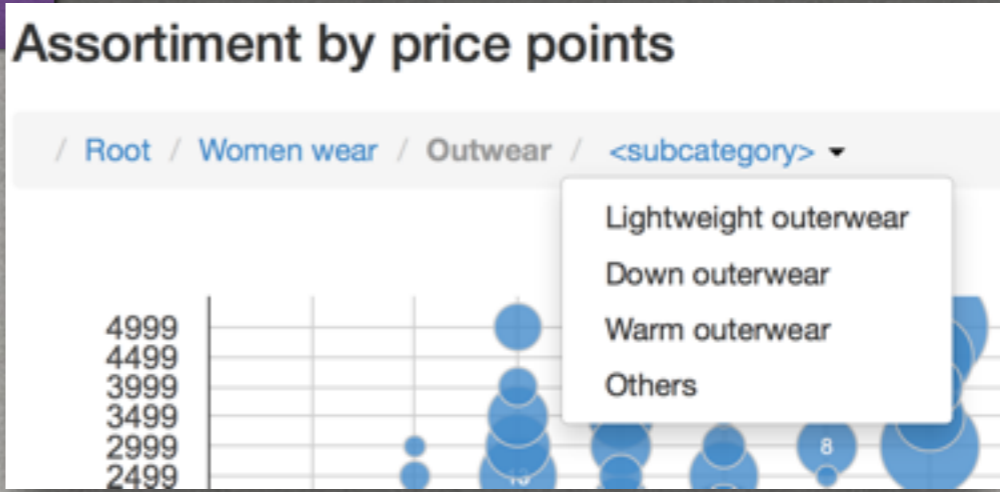 Assortiment by price points
/ Root / Women wear / Outwear / <subcategory>
Lightweight outerwear
Down outerwear
Warm outerwear
Others
4999
4499
3999
3499
2999
8
2499